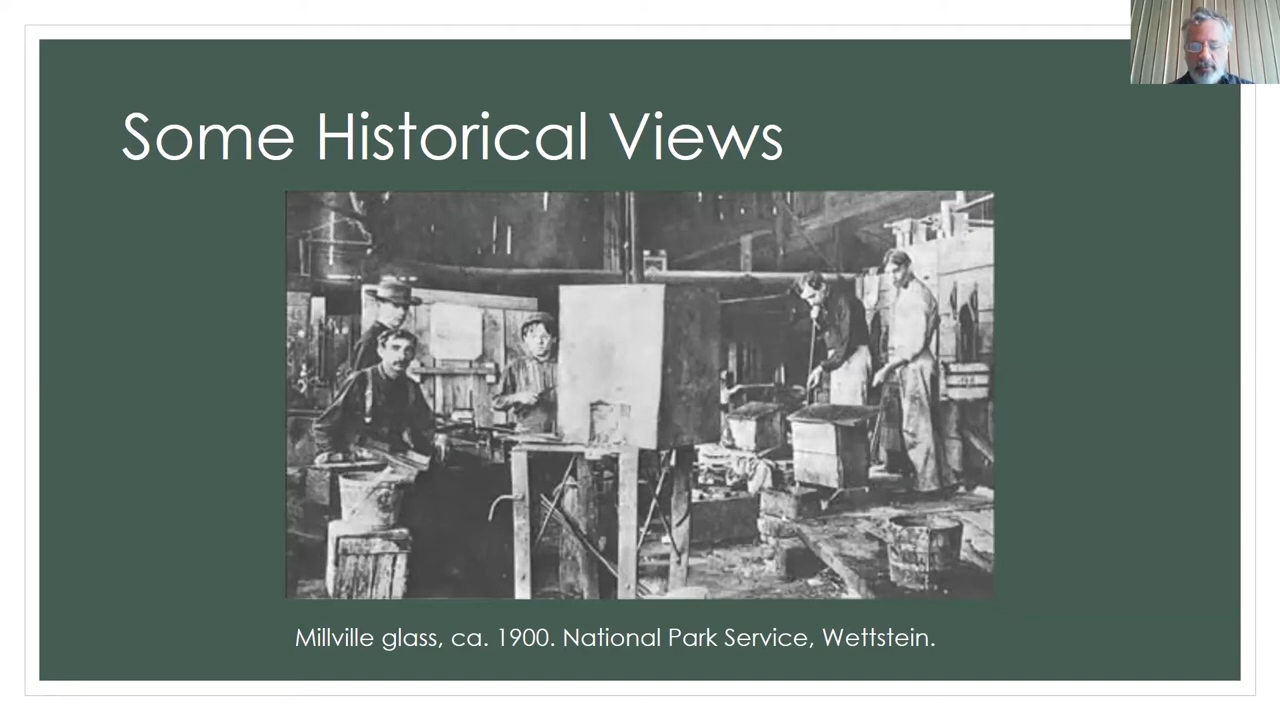 Some Historical Views
Millville glass, ca. 1900. National Park Service, Wettstein.